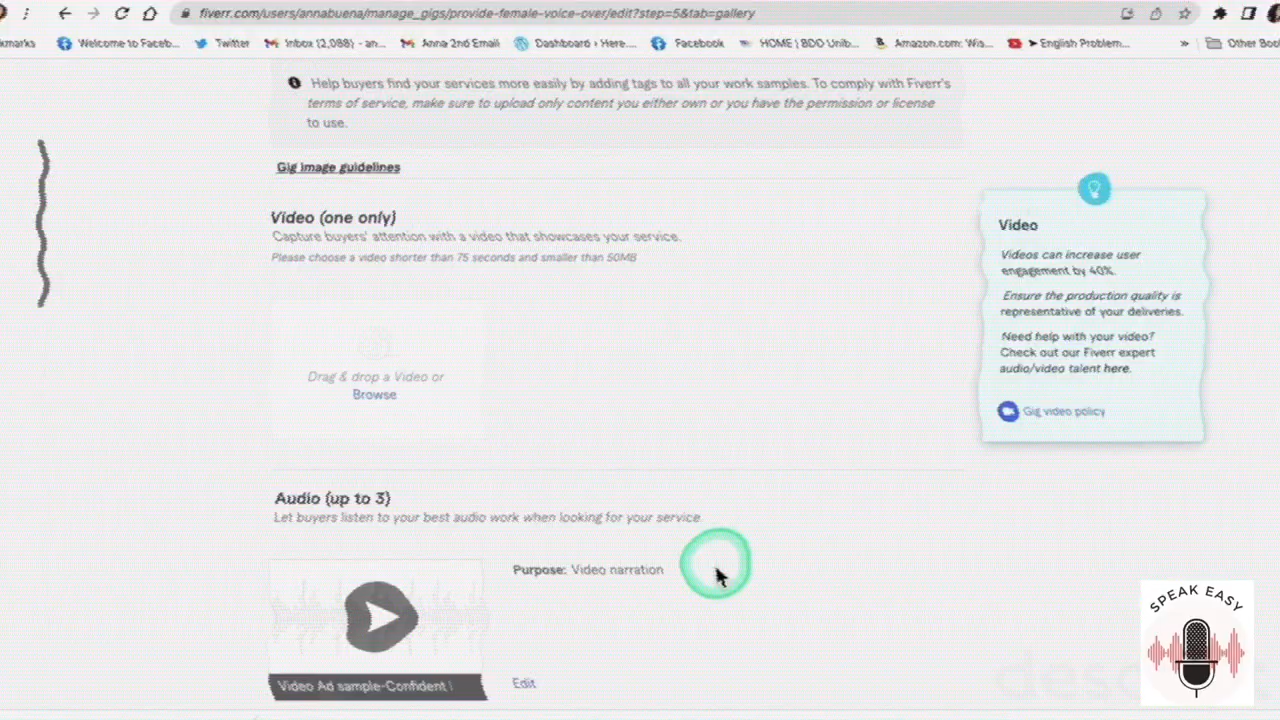 fiverr.com/users/annabuena/manage_gigs/provide-female-voice-over/edit?step=5&tab=gallery
kmarks Welcome to Faceb... Twitter Inbox (2,088) - an... Anna 2nd Email Dashboard ‹ Here.... Facebook HOME | BDO Unib... Amazon.com: Wis... English Problem... » Other Boo
Help buyers find your services more easily by adding tags to all your work samples. To comply with Fiverr's
terms of service, make sure to upload only content you either own or you have the permission or license
to use.
Gig image guidelines
Video (one only)
Capture buyers' attention with a video that showcases your service.
Please choose a video shorter than 75 seconds and smaller than 50MB
Drag & drop a Video or
Browse
Video
Videos can increase user
engagement by 40%.
Ensure the production quality is
representative of your deliveries.
Need help with your video?
Check out our Fiverr expert
audio/video talent here.
Gig video policy
Audio (up to 3)
Let buyers listen to your best audio work when looking for your service.
Purpose: Video narration
Video Ad sample-Confident
Edit
SPEAK EASY